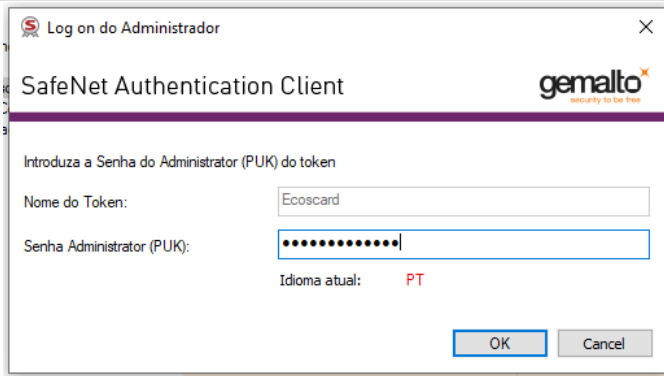 Log on do Administrador
SafeNet Authentication Client
gemalto
security to be free
Introduza a Senha do Administrator (PUK) do token
Nome do Token:
Ecoscard
Senha Administrator (PUK):
•••••••••••••
Idioma atual: PT
OK Cancel